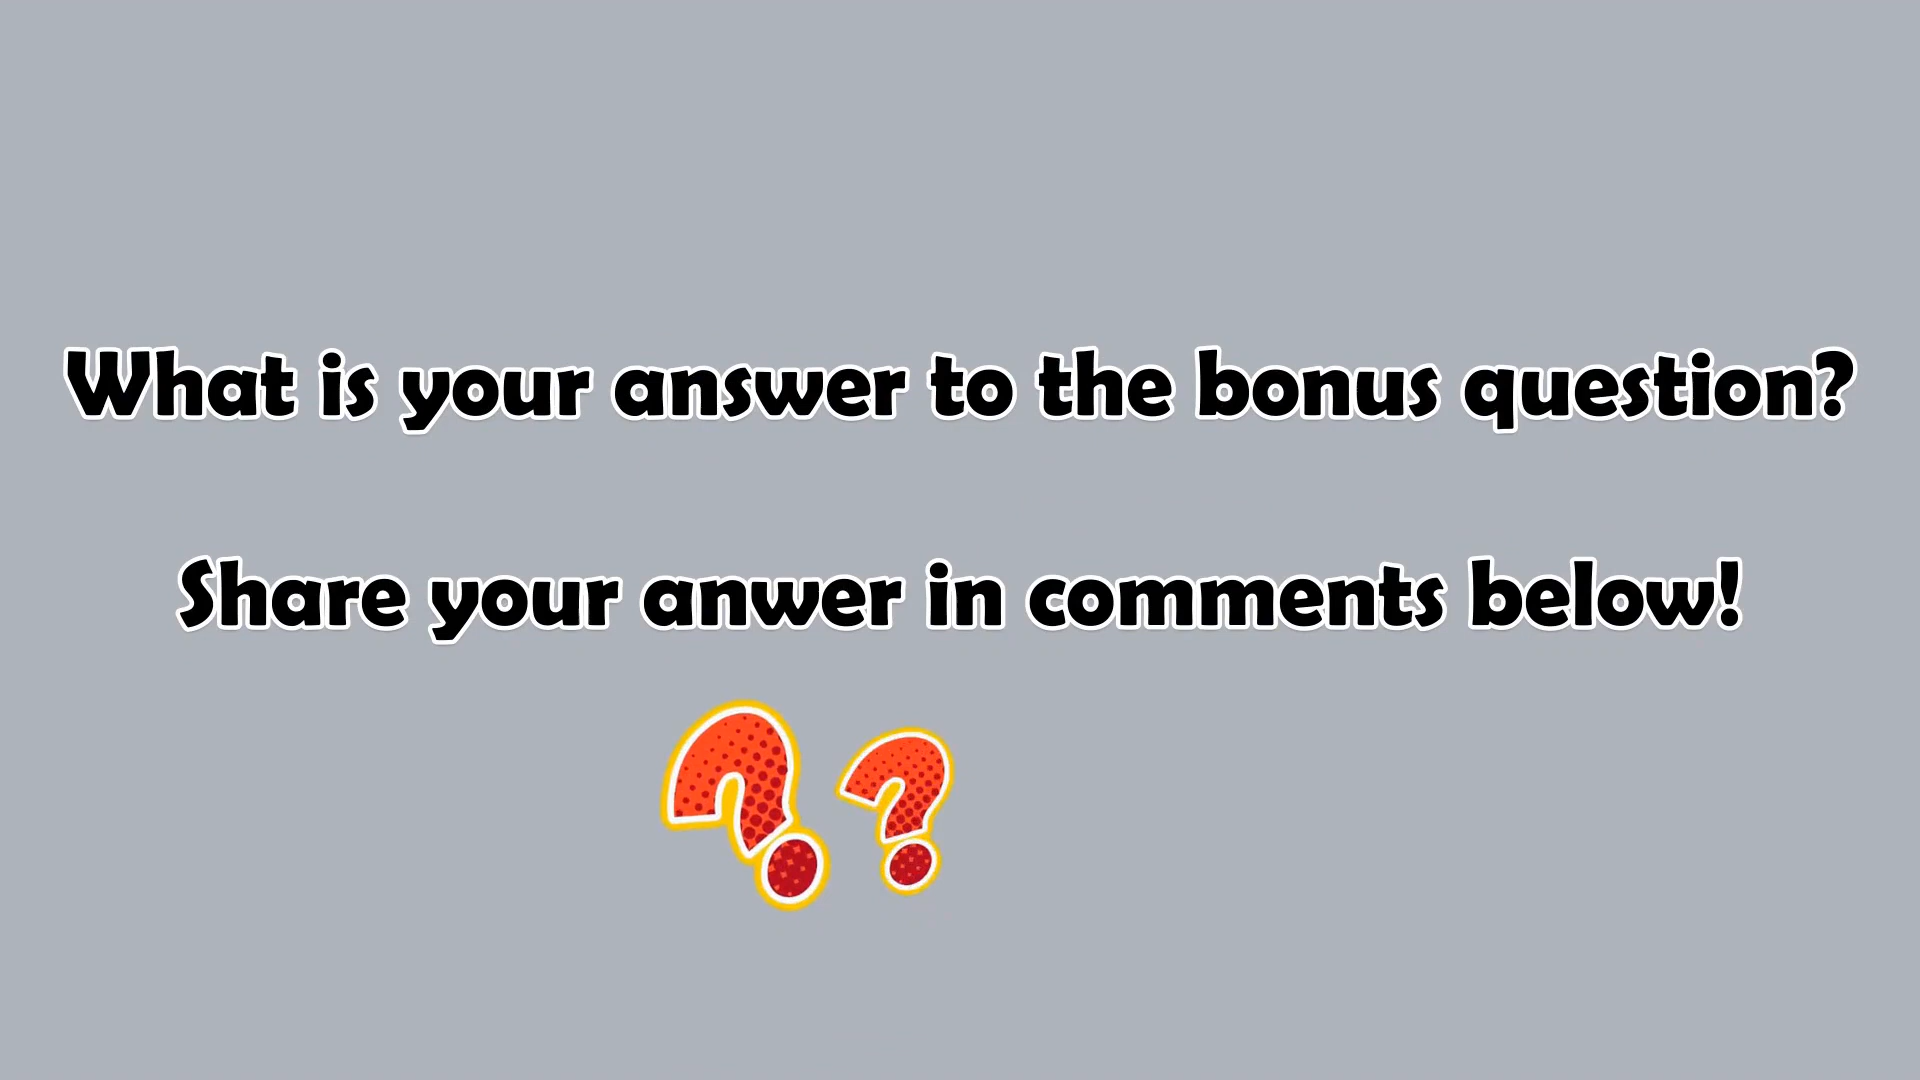 What is your answer to the bonus question?
Share your anwer in comments below!
??